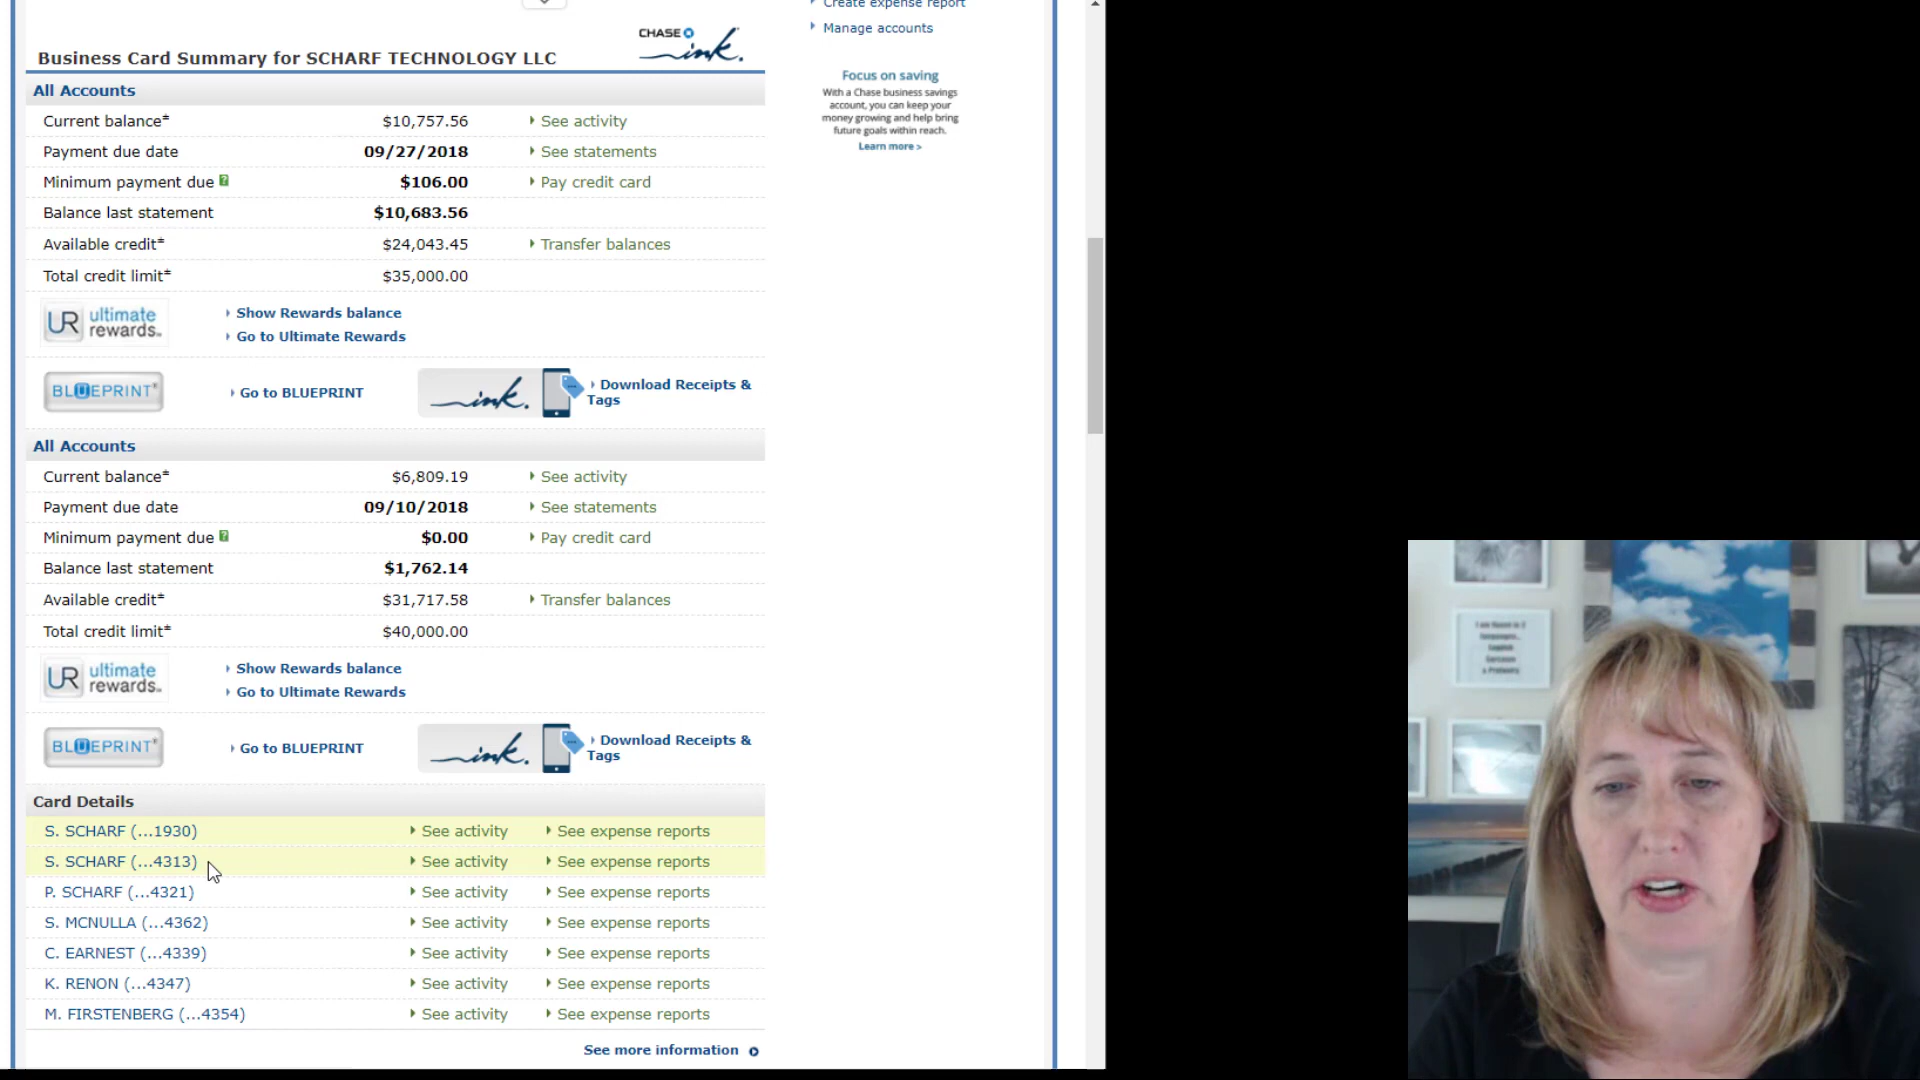 Create expense report
Manage accounts
CHASE ink.
Business Card Summary for SCHARF TECHNOLOGY LLC
Focus on saving
With a Chase business savings
account, you can keep your
money growing and help bring
future goals within reach.
Learn more >
All Accounts
Current balance± $10,757.56 See activity
Payment due date 09/27/2018 See statements
Minimum payment due $106.00 Pay credit card
Balance last statement $10,683.56
Available credit± $24,043.45 Transfer balances
Total credit limit± $35,000.00
UR ultimate rewards
Show Rewards balance
Go to Ultimate Rewards
BLUEPRINT® Go to BLUEPRINT ink. Download Receipts &
Tags
All Accounts
Current balance± $6,809.19 See activity
Payment due date 09/10/2018 See statements
Minimum payment due $0.00 Pay credit card
Balance last statement $1,762.14
Available credit± $31,717.58 Transfer balances
Total credit limit± $40,000.00
UR ultimate rewards
Show Rewards balance
Go to Ultimate Rewards
BLUEPRINT® Go to BLUEPRINT ink. Download Receipts &
Tags
Card Details
S. SCHARF (...1930) See activity See expense reports
S. SCHARF (...4313) See activity See expense reports
P. SCHARF (...4321) See activity See expense reports
S. MCNULLA (...4362) See activity See expense reports
C. EARNEST (...4339) See activity See expense reports
K. RENON (...4347) See activity See expense reports
M. FIRSTENBERG (...4354) See activity See expense reports
See more information
I am fluent in 3
languages...
English
Sarcasm
& Profanity